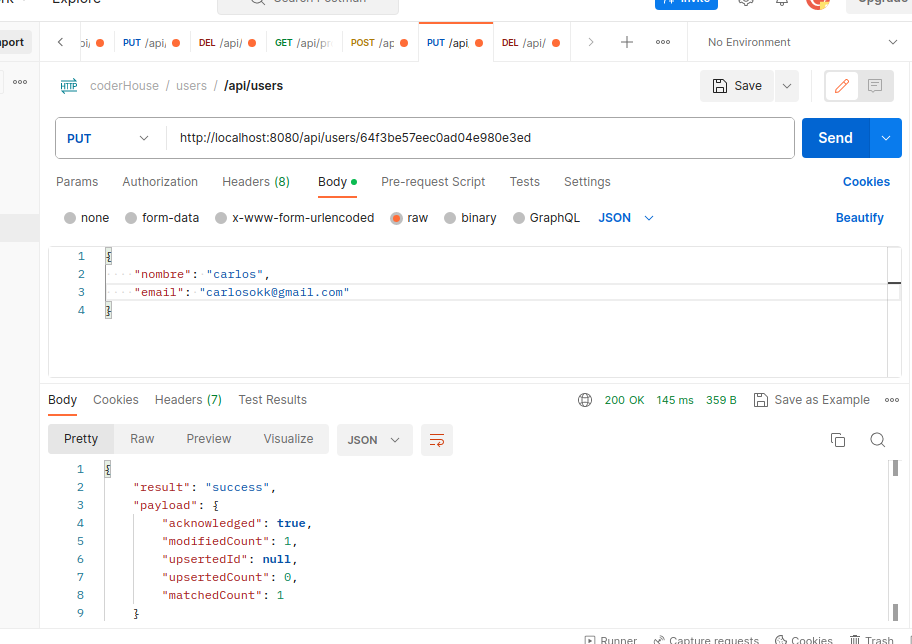 Explore
Search Postman
Invite
Upgrade
port
PUT /api/
DEL /api/
GET /api/pr
POST /ap
PUT /api,
DEL /api/
No Environment
HTTP coderHouse / users / /api/users
Save
PUT http://localhost:8080/api/users/64f3be57eec0ad04e980e3ed
Send
Params Authorization Headers (8) Body Pre-request Script Tests Settings Cookies
none form-data x-www-form-urlencoded raw binary GraphQL JSON Beautify
1 {
2 "nombre": "carlos",
3 "email": "carlosokk@gmail.com"
4 }
Body Cookies Headers (7) Test Results 200 OK 145 ms 359 B Save as Example
Pretty Raw Preview Visualize JSON
1 {
2 "result": "success",
3 "payload": {
4 "acknowledged": true,
5 "modifiedCount": 1,
6 "upsertedId": null,
7 "upsertedCount": 0,
8 "matchedCount": 1
9 }
Runner Capture requests Cookies Trash